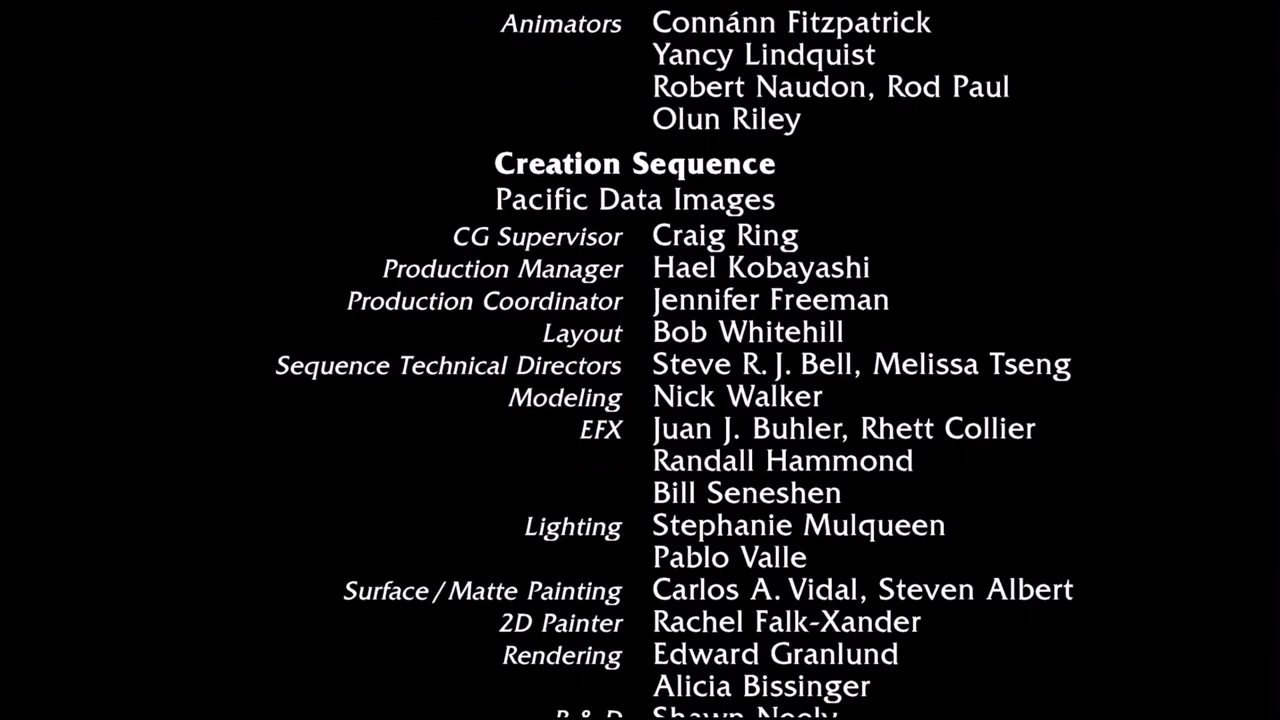 Animators Connánn Fitzpatrick
Yancy Lindquist
Robert Naudon, Rod Paul
Olun Riley
Creation Sequence
Pacific Data Images
CG Supervisor Craig Ring
Production Manager Hael Kobayashi
Production Coordinator Jennifer Freeman
Layout Bob Whitehill
Sequence Technical Directors Steve R. J. Bell, Melissa Tseng
Modeling Nick Walker
EFX Juan J. Buhler, Rhett Collier
Randall Hammond
Bill Seneshen
Lighting Stephanie Mulqueen
Pablo Valle
Surface / Matte Painting Carlos A. Vidal, Steven Albert
2D Painter Rachel Falk-Xander
Rendering Edward Granlund
Alicia Bissinger
R & D Shawn Neely